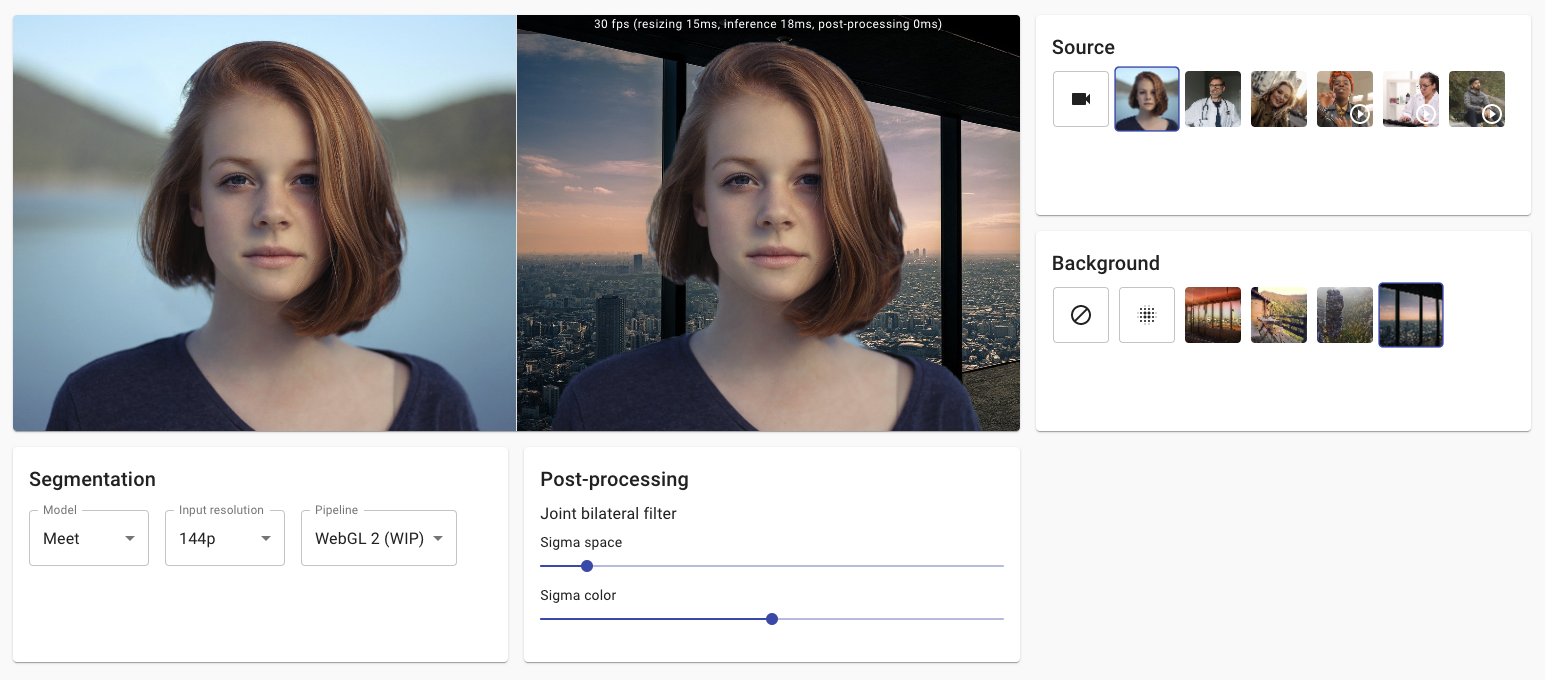 30 fps (resizing 15ms, inference 18ms, post-processing 0ms)
Source
Background
Segmentation
Model
Meet
Input resolution
144p
Pipeline
WebGL 2 (WIP)
Post-processing
Joint bilateral filter
Sigma space
Sigma color